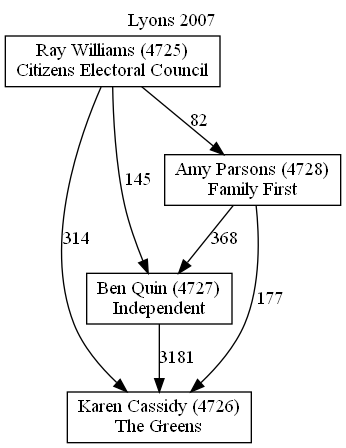 Lyons 2007
Ray Williams (4725)
Citizens Electoral Council
82
Amy Parsons (4728)
Family First
145
314
368
177
Ben Quin (4727)
Independent
3181
Karen Cassidy (4726)
The Greens